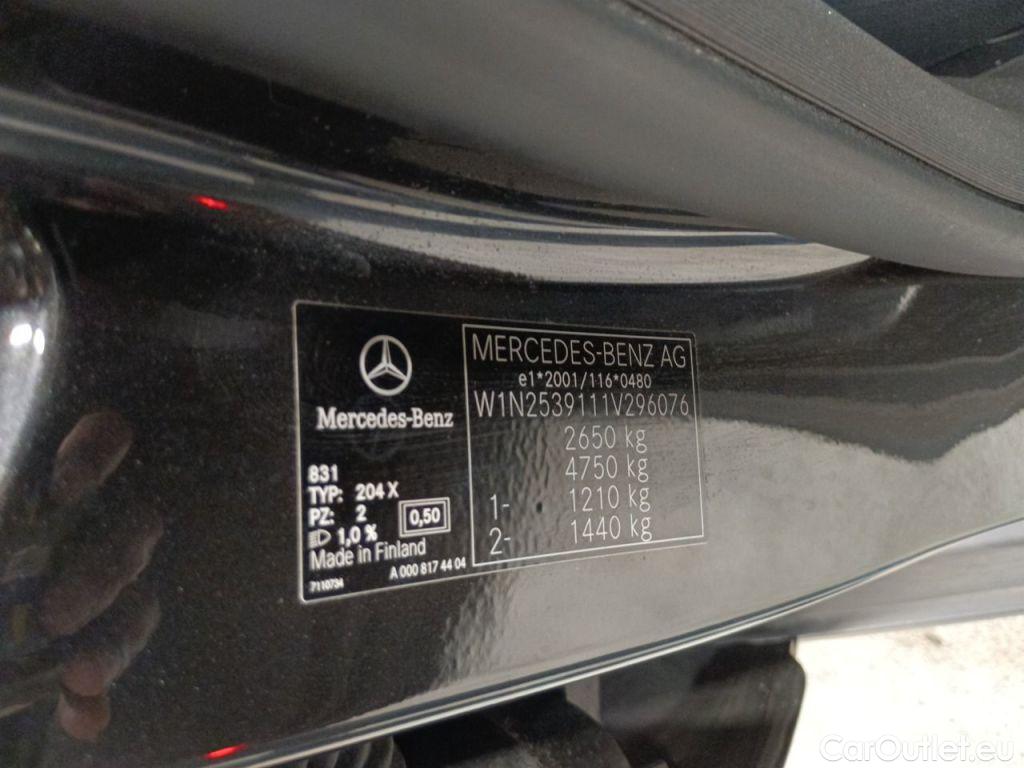 Mercedes-Benz
831
TYP: 204 X
PZ: 2
0,50
1,0 %
Made in Finland
A 000 817 44 04
7110734
MERCEDES-BENZ AG
e1*2001/116*0480
W1N2539111V296076
2650 kg
4750 kg
1- 1210 kg
2- 1440 kg
CarOutlet.eu